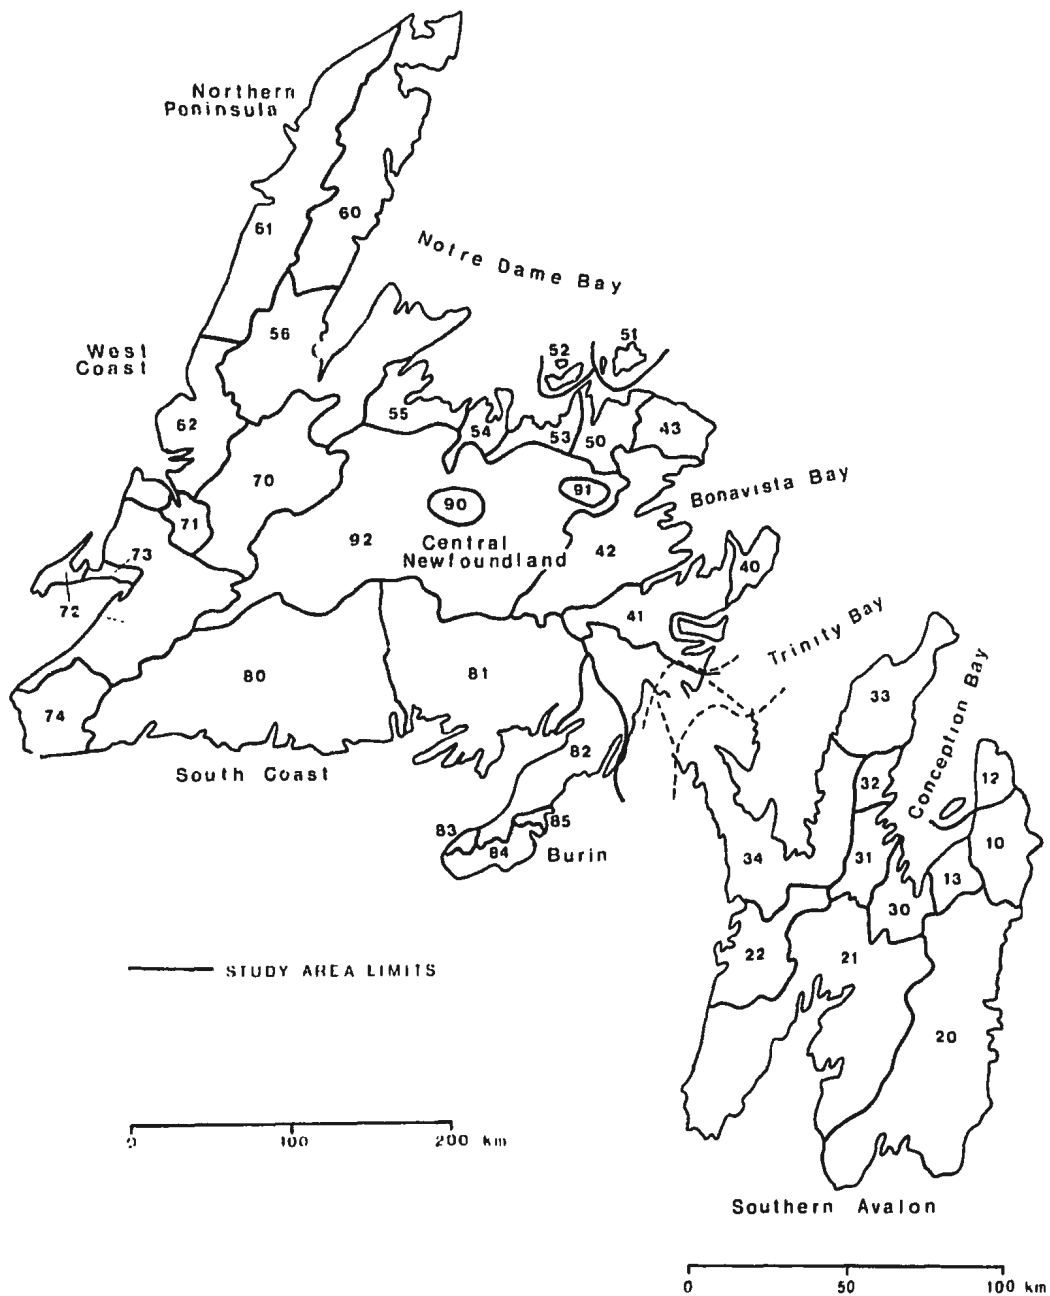 Northern
Poninsula
60
61
Notre Dame Bay
56
West
Coast
52
51
62
55
54
53
50
43
70
90
91
Bonavista Bay
71
92
Central
Newfoundland
42
73
72
40
41
Trinity Bay
80
81
74
33
Conception Bay
South Coast
82
32
12
83
85
84
Burin
34
31
10
13
30
22
21
STUDY AREA LIMITS
20
0
100
200 km
Southern Avalon
0
50
100 km